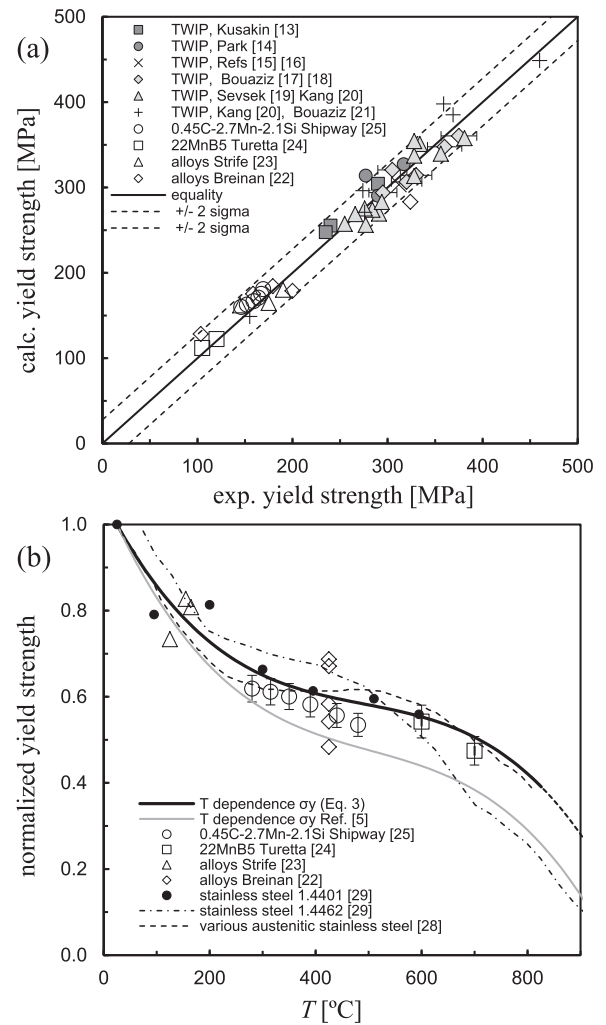 (a)
500
400
300
200
100
0
calc. yield strength [MPa]
TWIP, Kusakin [13]
TWIP, Park [14]
TWIP, Refs [15] [16]
TWIP, Bouaziz [17] [18]
TWIP, Sevsek [19] Kang [20]
TWIP, Kang [20], Bouaziz [21]
0.45C-2.7Mn-2.1Si Shipway [25]
22MnB5 Turetta [24]
alloys Strife [23]
alloys Breinan [22]
equality
+/- 2 sigma
+/- 2 sigma
0 100 200 300 400 500
exp. yield strength [MPa]
(b)
1.0
0.8
0.6
0.4
0.2
0.0
normalized yield strength
T dependence σy (Eq. 3)
T dependence σy Ref. [5]
0.45C-2.7Mn-2.1Si Shipway [25]
22MnB5 Turetta [24]
alloys Strife [23]
alloys Breinan [22]
stainless steel 1.4401 [29]
stainless steel 1.4462 [29]
various austenitic stainless steel [28]
0 200 400 600 800
T [ºC]